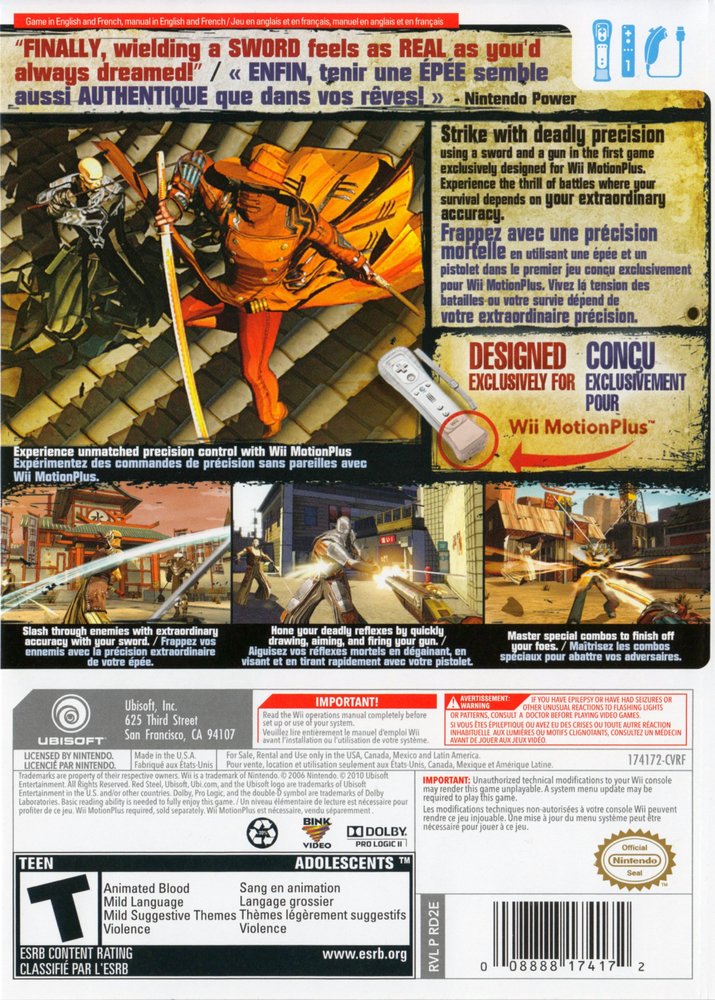 Game in English and French, manual in English and French / Jeu en anglais et en français, manuel en anglais et en français
“FINALLY, wielding a SWORD feels as REAL as you'd
always dreamed!” / « ENFIN, tenir une ÉPÉE semble
aussi AUTHENTIQUE que dans vos rêves! » - Nintendo Power
Strike with deadly precision
using a sword and a gun in the first game
exclusively designed for Wii MotionPlus.
Experience the thrill of battles where your
survival depends on your extraordinary
accuracy.
Frappez avec une précision
mortelle en utilisant une épée et un
pistolet dans le premier jeu conçu exclusivement
pour Wii MotionPlus. Vivez lá tension des
batailles où votre survie dépend de
votre extraordinaire précision.
DESIGNED
EXCLUSIVELY FOR
CONÇU
EXCLUSIVEMENT
POUR
Wii MotionPlus™
Experience unmatched precision control with Wii MotionPlus
Expérimentez des commandes de précision sans pareilles avec
Wii MotionPlus.
Slash through enemies with extraordinary
accuracy with your sword. / Frappez vos
ennemis avec la précision extraordinaire
de votre épée.
Hone your deadly reflexes by quickly
drawing, aiming, and firing your gun. /
Aiguisez vos réflexes mortels en dégainant, en
visant et en tirant rapidement avec votre pistolet.
Master special combos to finish off
your foes. / Maîtrisez les combos
spéciaux pour abattre vos adversaires.
UBISOFT
Ubisoft, Inc.
625 Third Street
San Francisco, CA 94107
IMPORTANT!
Read the Wii operations manual completely before
set up or use of your system.
Veuillez lire entièrement le manuel d'emploi Wii
avant l'installation ou l'utilisation de votre système.
AVERTISSEMENT:
WARNING
IF YOU HAVE EPILEPSY OR HAVE HAD SEIZURES OR
OTHER UNUSUAL REACTIONS TO FLASHING LIGHTS
OR PATTERNS, CONSULT A DOCTOR BEFORE PLAYING VIDEO GAMES.
SI VOUS ÊTES ÉPILEPTIQUE OU AVEZ EU DES CRISES OU TOUTE AUTRE RÉACTION
INHABITUELLE AUX LUMIÈRES OU MOTIFS CLIGNOTANTS, CONSULTEZ UN MÉDECIN
AVANT DE JOUER AUX JEUX VIDÉO.
LICENSED BY NINTENDO.
LICENCIÉ PAR NINTENDO.
Made in the U.S.A.
Fabriqué aux États-Unis
For Sale, Rental and Use only in the USA, Canada, Mexico and Latin America.
Pour vente, location et utilisation seulement aux États-Unis, Canada, Mexique et Amérique Latine.
174172-CVRF
Trademarks are property of their respective owners. Wii is a trademark of Nintendo. © 2006 Nintendo. © 2010 Ubisoft
Entertainment. All Rights Reserved. Red Steel, Ubisoft, Ubi.com, and the Ubisoft logo are trademarks of Ubisoft
Entertainment in the U.S. and/or other countries. Dolby, Pro Logic, and the double-D symbol are trademarks of Dolby
Laboratories. Basic reading ability is needed to fully enjoy this game. / Un niveau élémentaire de lecture est nécessaire pour
profiter de ce jeu. Wii MotionPlus required, sold separately. Wii MotionPlus est nécessaire, vendu séparement.
IMPORTANT: Unauthorized technical modifications to your Wii console
may render this game unplayable. A system menu update may be
required to play this game.
Les modifications techniques non-autorisées à votre console Wii peuvent
rendre ce jeu injouable. Une mise à jour du menu système peut être
nécessaire pour jouer à ce jeu.
BINK
VIDEO
DOLBY
PRO LOGIC II
Official
Nintendo
Seal
TM
TEEN
ADOLESCENTS ™
T
Animated Blood
Mild Language
Mild Suggestive Themes
Violence
Sang en animation
Langage grossier
Thèmes légèrement suggestifs
Violence
ESRB CONTENT RATING
CLASSIFIÉ PAR L'ESRB
www.esrb.org
RVL P RD2E
0 08888 17417 2